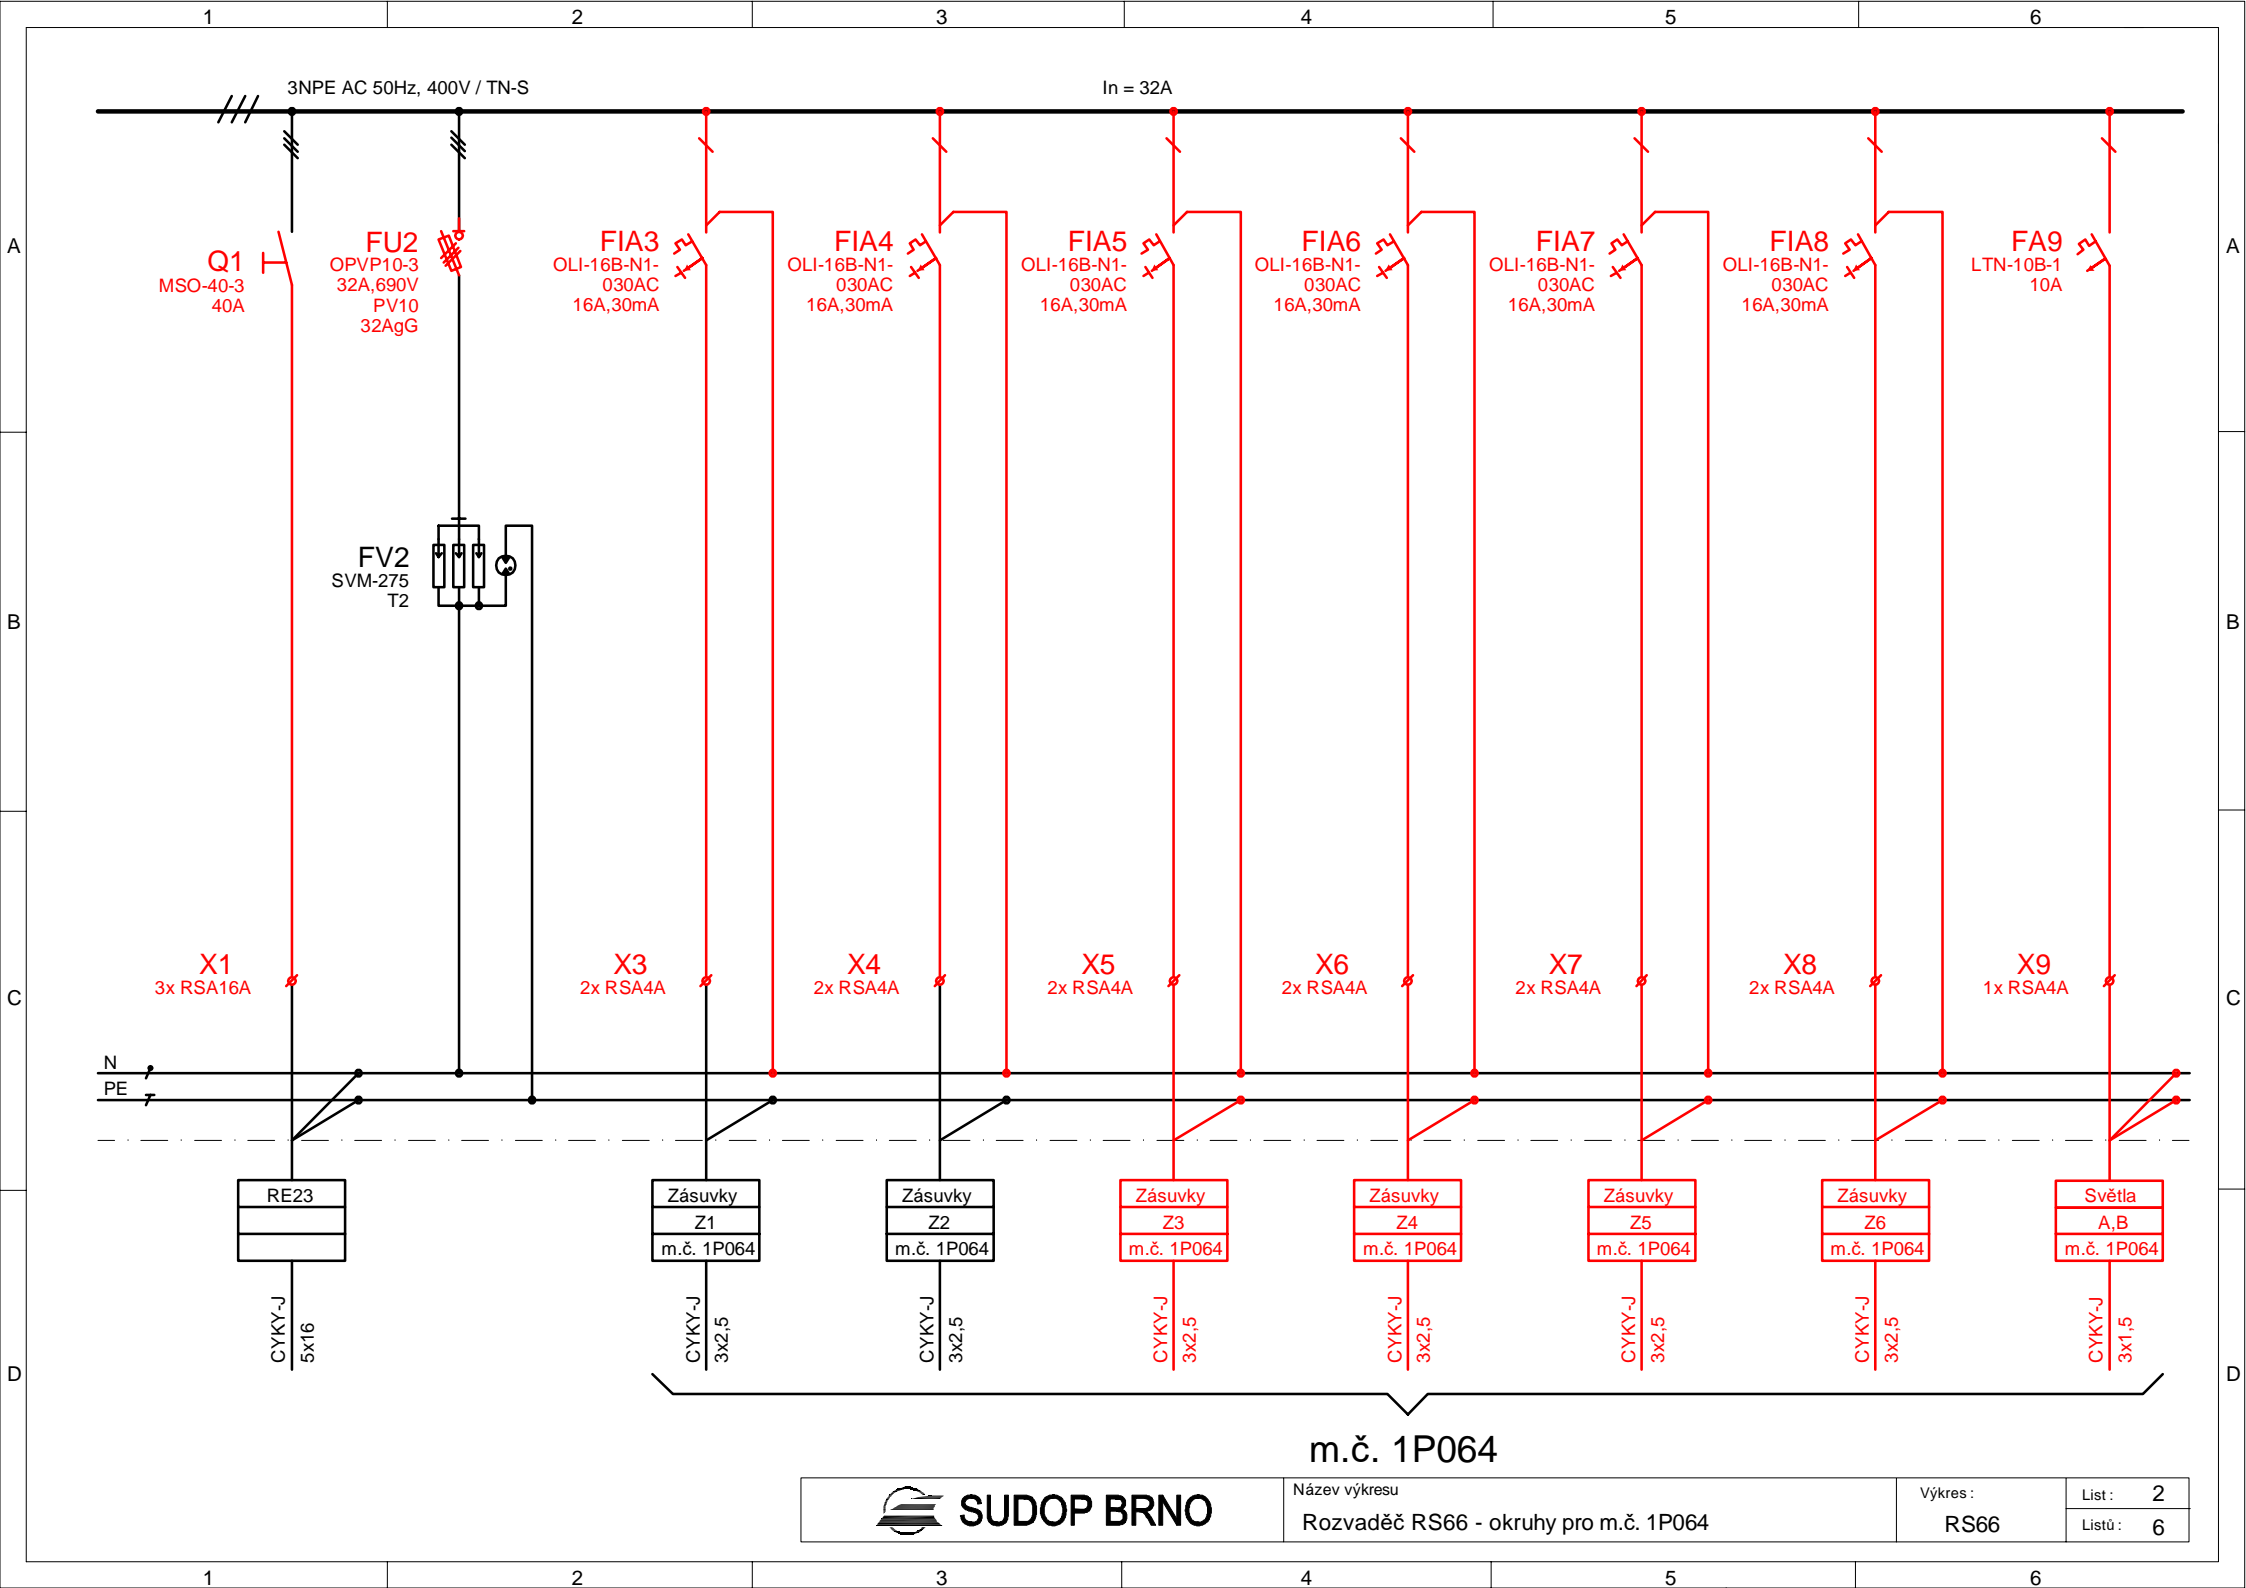 1 2 3 4 5 6
3NPE AC 50Hz, 400V / TN-S
In = 32A
A
Q1
MSO-40-3
40A
FU2
OPVP10-3
32A,690V
PV10
32AgG
FIA3
OLI-16B-N1-
030AC
16A,30mA
FIA4
OLI-16B-N1-
030AC
16A,30mA
FIA5
OLI-16B-N1-
030AC
16A,30mA
FIA6
OLI-16B-N1-
030AC
16A,30mA
FIA7
OLI-16B-N1-
030AC
16A,30mA
FIA8
OLI-16B-N1-
030AC
16A,30mA
FA9
LTN-10B-1
10A
A
FV2
SVM-275
T2
B
B
C
X1
3x RSA16A
X3
2x RSA4A
X4
2x RSA4A
X5
2x RSA4A
X6
2x RSA4A
X7
2x RSA4A
X8
2x RSA4A
X9
1x RSA4A
C
N
PE
RE23
Zásuvky
Z1
m.č. 1P064
Zásuvky
Z2
m.č. 1P064
Zásuvky
Z3
m.č. 1P064
Zásuvky
Z4
m.č. 1P064
Zásuvky
Z5
m.č. 1P064
Zásuvky
Z6
m.č. 1P064
Světla
A,B
m.č. 1P064
CYKY-J
5x16
CYKY-J
3x2,5
CYKY-J
3x2,5
CYKY-J
3x2,5
CYKY-J
3x2,5
CYKY-J
3x2,5
CYKY-J
3x2,5
CYKY-J
3x1,5
D
D
m.č. 1P064
SUDOP BRNO
Název výkresu
Rozvaděč RS66 - okruhy pro m.č. 1P064
Výkres :
RS66
List : 2
Listů : 6
1 2 3 4 5 6